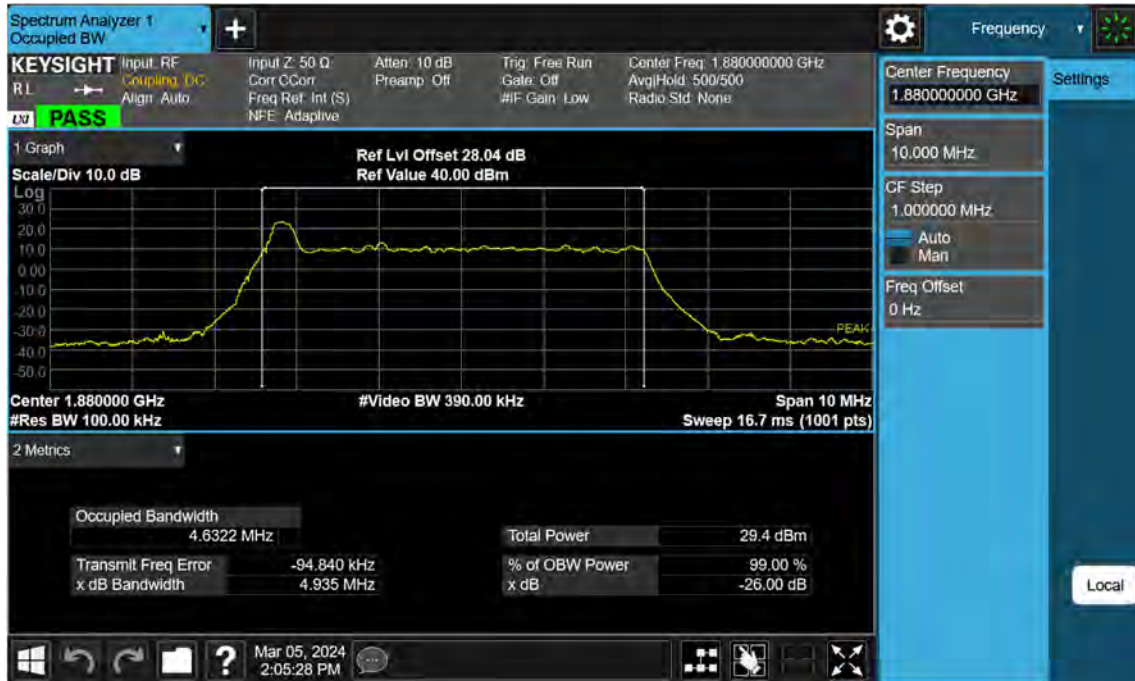 Spectrum Analyzer 1
Occupied BW
+
Frequency
KEYSIGHT
RL
LXI
PASS
Input: RF
Coupling: DC
Align: Auto
Input Z: 50 Ω
Corr CCorr
Freq Ref: Int (S)
NFE: Adaptive
Atten: 10 dB
Preamp: Off
Trig: Free Run
Gate: Off
#IF Gain: Low
Center Freq: 1.880000000 GHz
Avg|Hold: 500/500
Radio Std: None
Center Frequency
1.880000000 GHz
Settings
Span
10.000 MHz
CF Step
1.000000 MHz
Auto
Man
Freq Offset
0 Hz
1 Graph
Scale/Div 10.0 dB
Ref Lvl Offset 28.04 dB
Ref Value 40.00 dBm
Log
30.0
20.0
10.0
0.00
-10.0
-20.0
-30.0
-40.0
-50.0
PEAK
Center 1.880000 GHz
#Video BW 390.00 kHz
Span 10 MHz
#Res BW 100.00 kHz
Sweep 16.7 ms (1001 pts)
2 Metrics
Occupied Bandwidth
4.6322 MHz
Total Power 29.4 dBm
Transmit Freq Error -94.840 kHz
% of OBW Power 99.00 %
x dB Bandwidth 4.935 MHz
x dB -26.00 dB
Local
?
Mar 05, 2024
2:05:28 PM